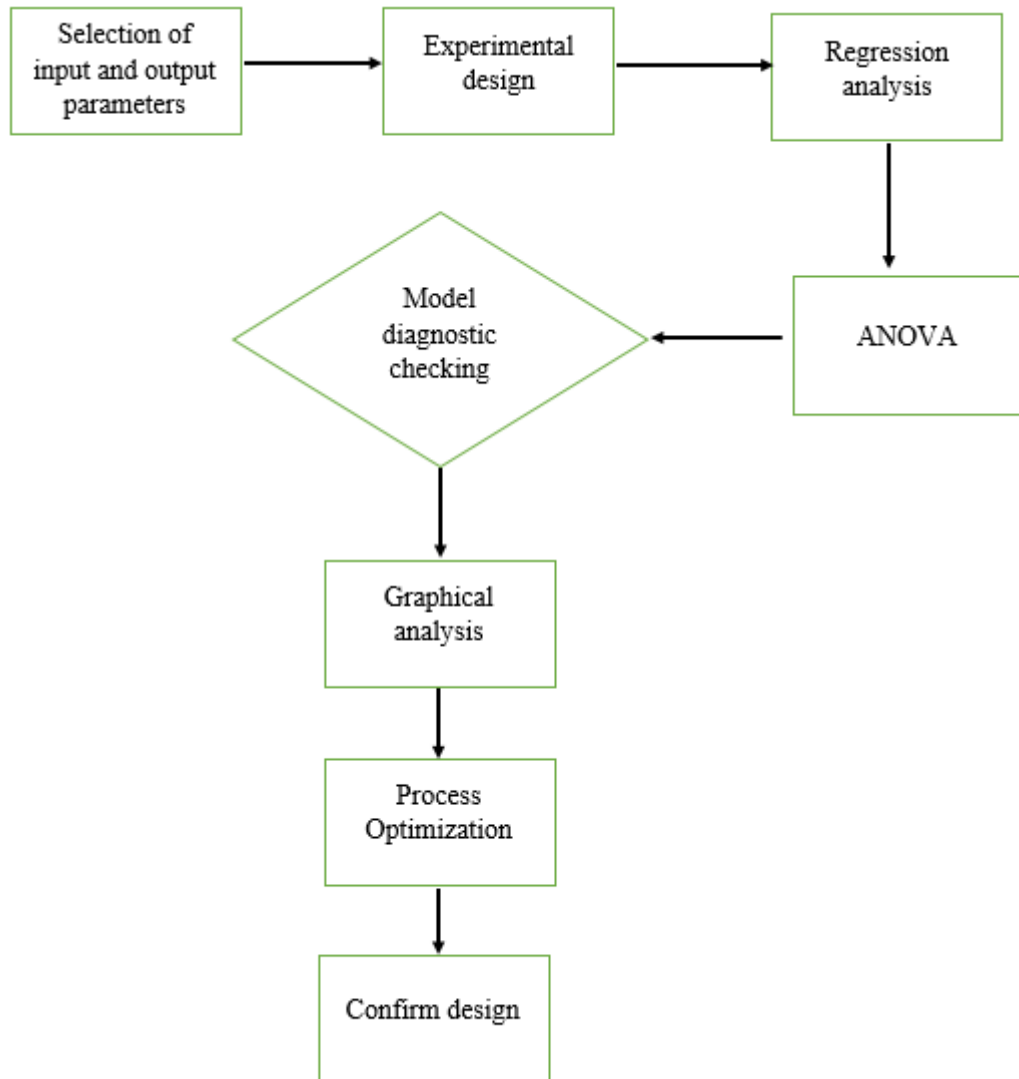 Selection of
input and output
parameters
Experimental
design
Regression
analysis
ANOVA
Model
diagnostic
checking
Graphical
analysis
Process
Optimization
Confirm design